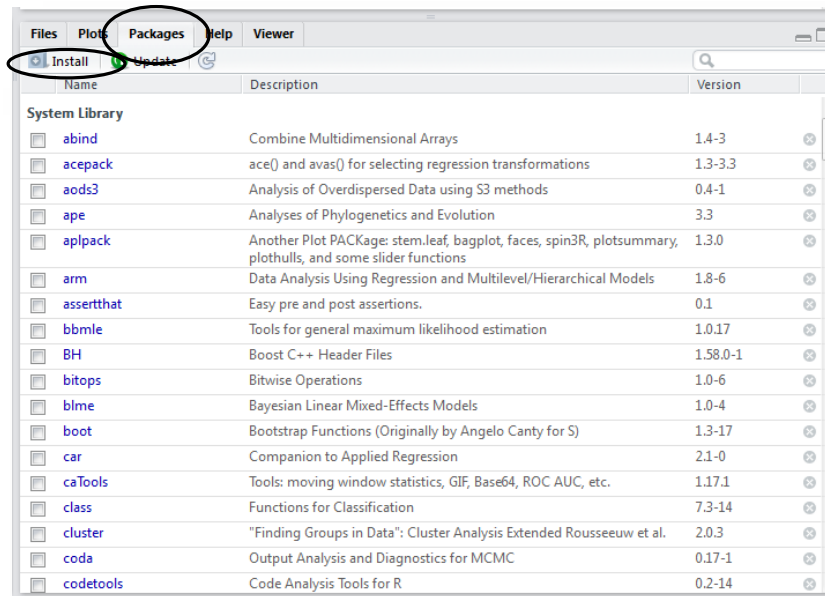 Files Plots Packages Help Viewer
Install Update
Name Description Version
System Library
abind Combine Multidimensional Arrays 1.4-3
acepack ace() and avas() for selecting regression transformations 1.3-3.3
aods3 Analysis of Overdispersed Data using S3 methods 0.4-1
ape Analyses of Phylogenetics and Evolution 3.3
aplpack Another Plot PACKage: stem.leaf, bagplot, faces, spin3R, plotsummary, 1.3.0
plothulls, and some slider functions
arm Data Analysis Using Regression and Multilevel/Hierarchical Models 1.8-6
assertthat Easy pre and post assertions. 0.1
bbmle Tools for general maximum likelihood estimation 1.0.17
BH Boost C++ Header Files 1.58.0-1
bitops Bitwise Operations 1.0-6
blme Bayesian Linear Mixed-Effects Models 1.0-4
boot Bootstrap Functions (Originally by Angelo Canty for S) 1.3-17
car Companion to Applied Regression 2.1-0
caTools Tools: moving window statistics, GIF, Base64, ROC AUC, etc. 1.17.1
class Functions for Classification 7.3-14
cluster "Finding Groups in Data": Cluster Analysis Extended Rousseeuw et al. 2.0.3
coda Output Analysis and Diagnostics for MCMC 0.17-1
codetools Code Analysis Tools for R 0.2-14